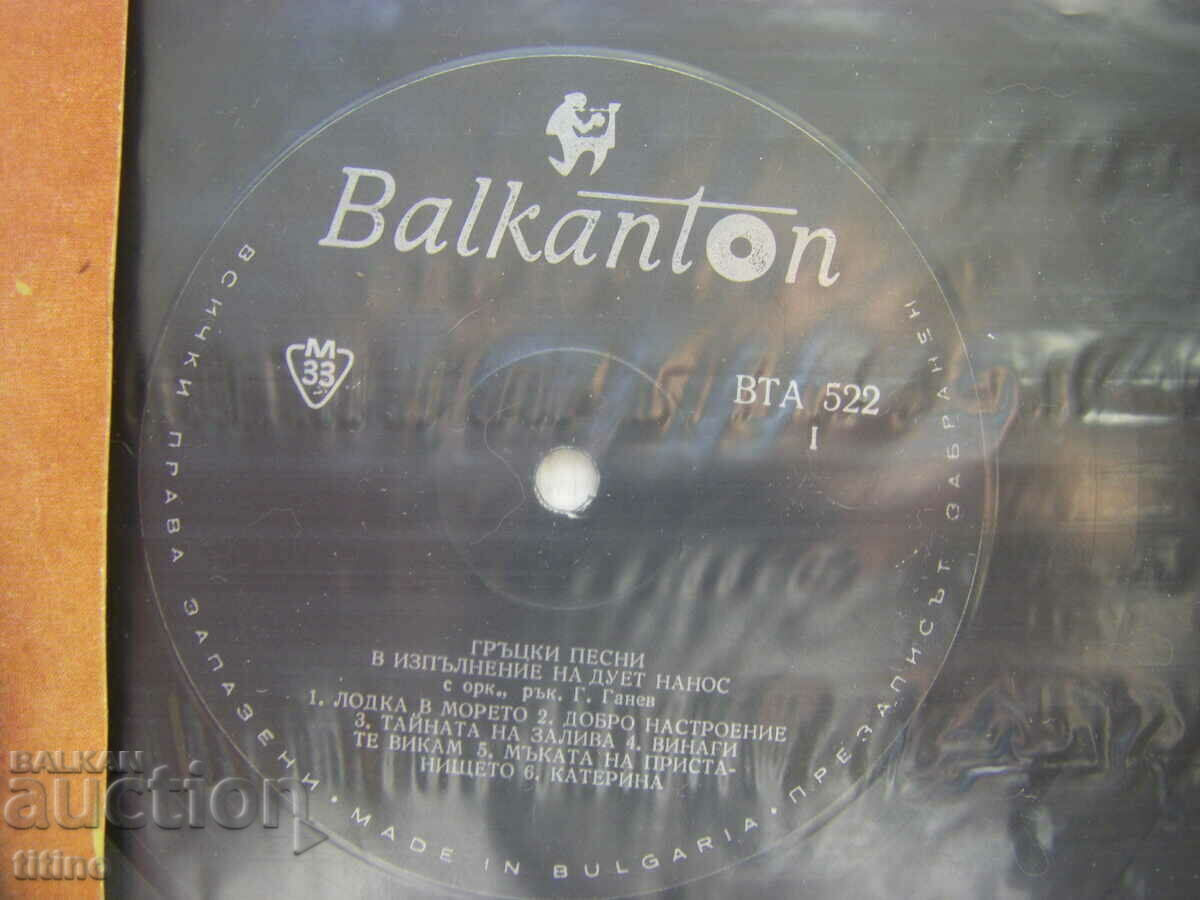 Balkanton
M
33
ВТА 522
I
ГРЪЦКИ ПЕСНИ
В ИЗПЪЛНЕНИЕ НА ДУЕТ НАНОС
с орк., рък. Г. Ганев
1. ЛОДКА В МОРЕТО 2. ДОБРО НАСТРОЕНИЕ
3. ТАЙНАТА НА ЗАЛИВА 4. ВИНАГИ
ТЕ ВИКАМ 5. МЪКАТА НА ПРИСТА-
НИЩЕТО 6. КАТЕРИНА
ВСИЧКИ ПРАВА ЗАПАЗЕНИ • MADE IN BULGARIA • ПРЕЗАПИСЪТ ЗАБРАНЕН
BALKAN
auction
titino